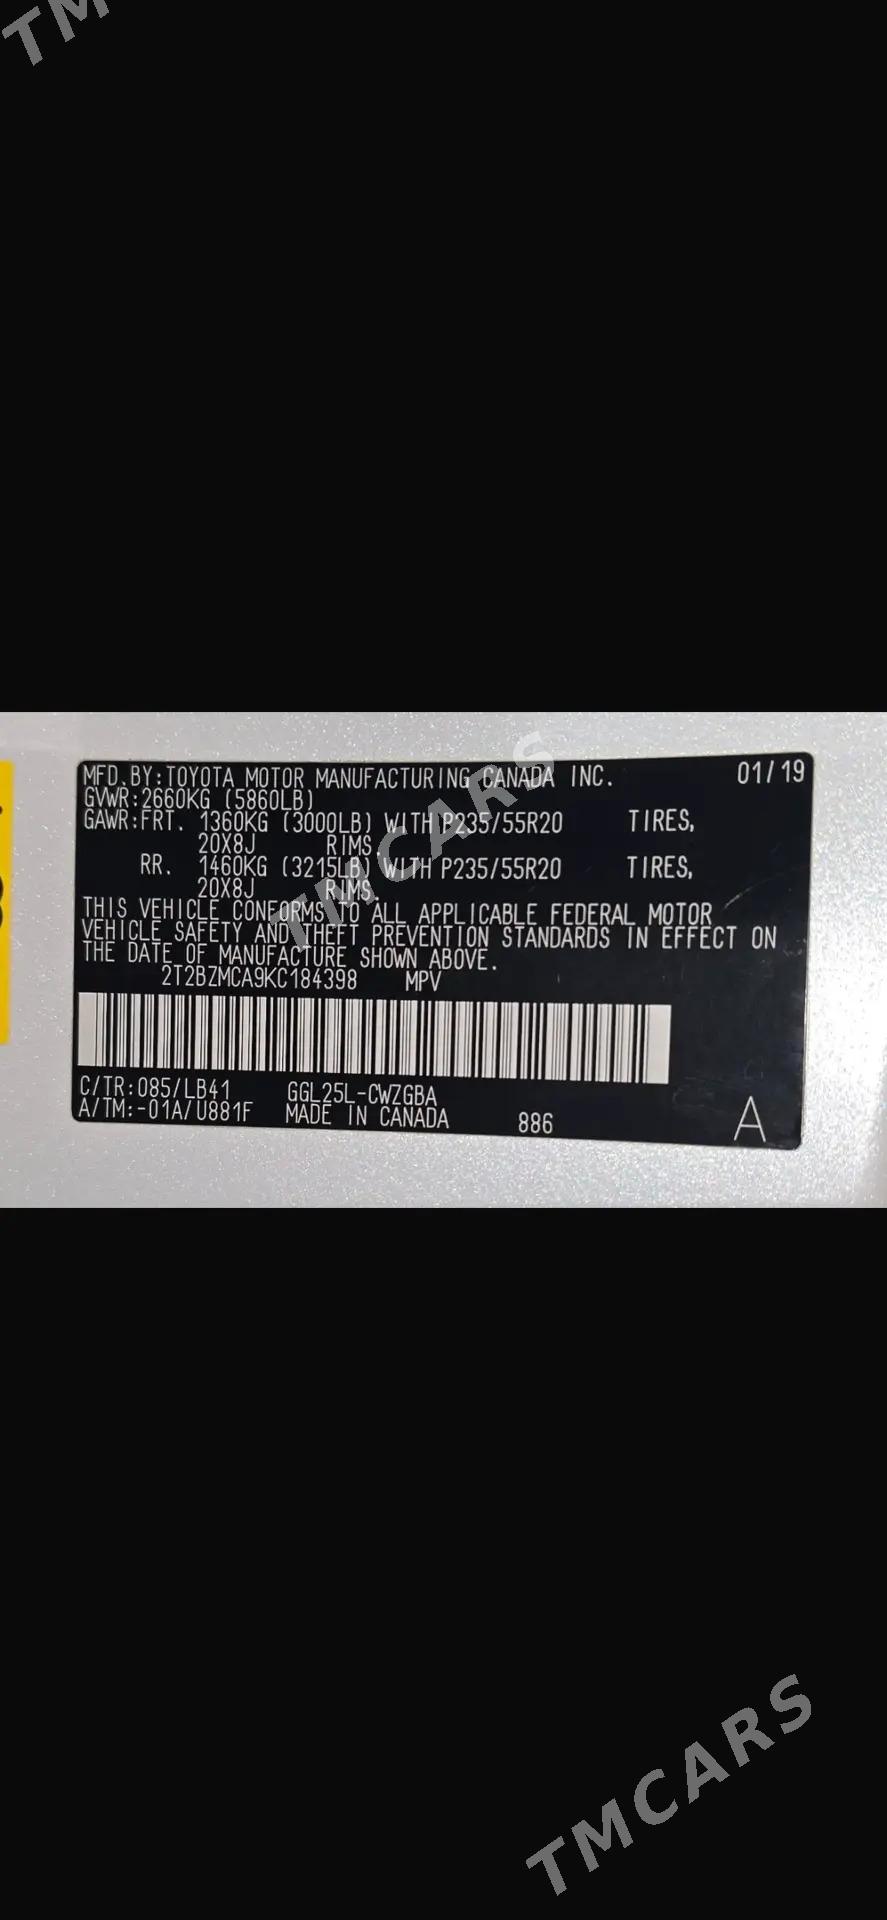 TM
MFD.BY:TOYOTA MOTOR MANUFACTURING CANADA INC. 01/19
GVWR:2660KG (5860LB)
GAWR:FRT. 1360KG (3000LB) WITH P235/55R20 TIRES,
20X8J RIMS,
RR. 1460KG (3215LB) WITH P235/55R20 TIRES,
20X8J RIMS,
THIS VEHICLE CONFORMS TO ALL APPLICABLE FEDERAL MOTOR
VEHICLE SAFETY AND THEFT PREVENTION STANDARDS IN EFFECT ON
THE DATE OF MANUFACTURE SHOWN ABOVE.
2T2BZMCA9KC184398 MPV
C/TR:085/LB41 GGL25L-CWZGBA
A/TM:-01A/U881F MADE IN CANADA 886 A
TMCARS
TMCARS